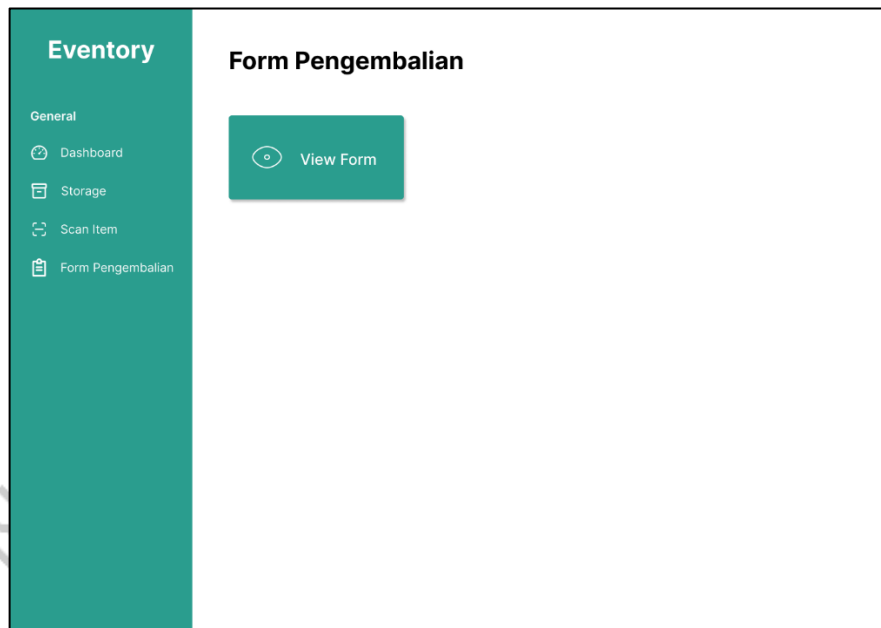 Eventory
General
Dashboard
Storage
Scan Item
Form Pengembalian
Form Pengembalian
View Form